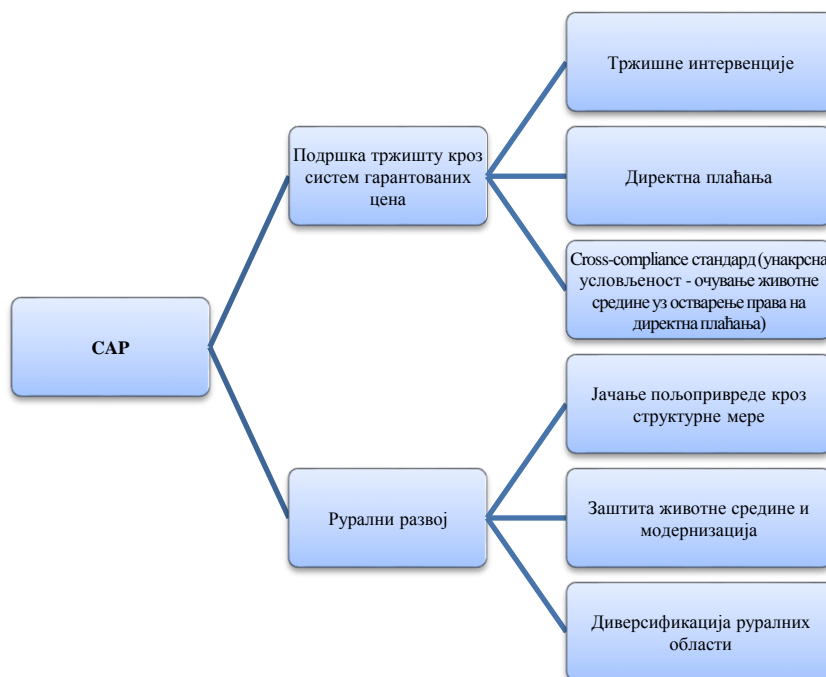 Тржишне интервенције
Подршка тржишту кроз
систем гарантованих
цена
Директна плаћања
Cross-compliance стандард (унакрсна
условљеност - очување животне
средине уз остварење права на
директна плаћања)
CAP
Јачање пољопривреде кроз
структурне мере
Рурални развој
Заштита животне средине и
модернизација
Диверсификација руралних
области